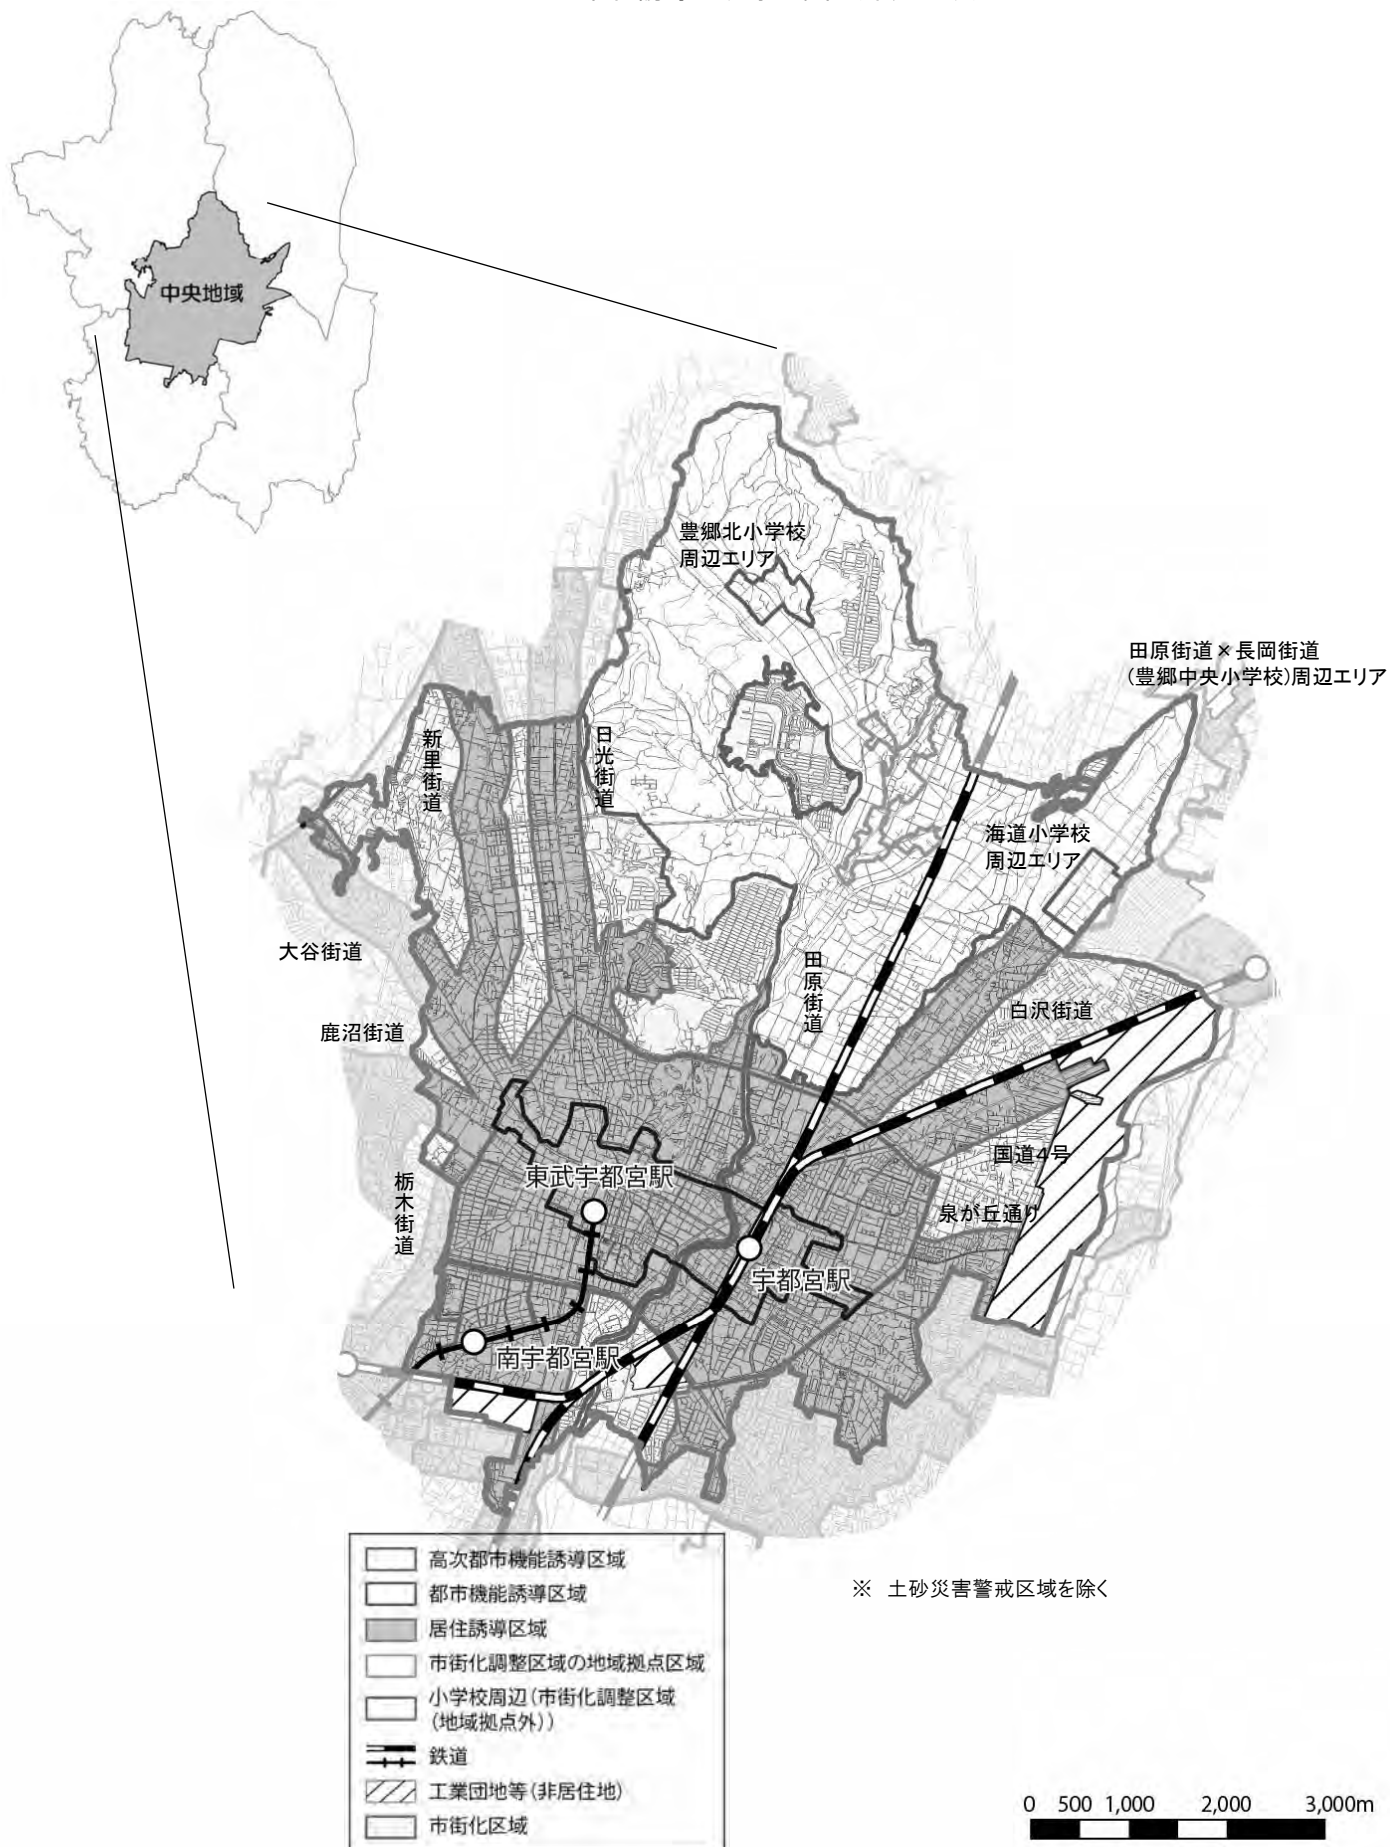 中央地域
豊郷北小学校
周辺エリア
田原街道×長岡街道
(豊郷中央小学校)周辺エリア
新里街道
日光街道
海道小学校
周辺エリア
大谷街道
田原街道
白沢街道
鹿沼街道
国道4号
東武宇都宮駅
栃木街道
泉が丘通り
宇都宮駅
南宇都宮駅
高次都市機能誘導区域
都市機能誘導区域
居住誘導区域
市街化調整区域の地域拠点区域
小学校周辺(市街化調整区域
(地域拠点外))
鉄道
工業団地等(非居住地)
市街化区域
※ 土砂災害警戒区域を除く
0 500 1,000 2,000 3,000m